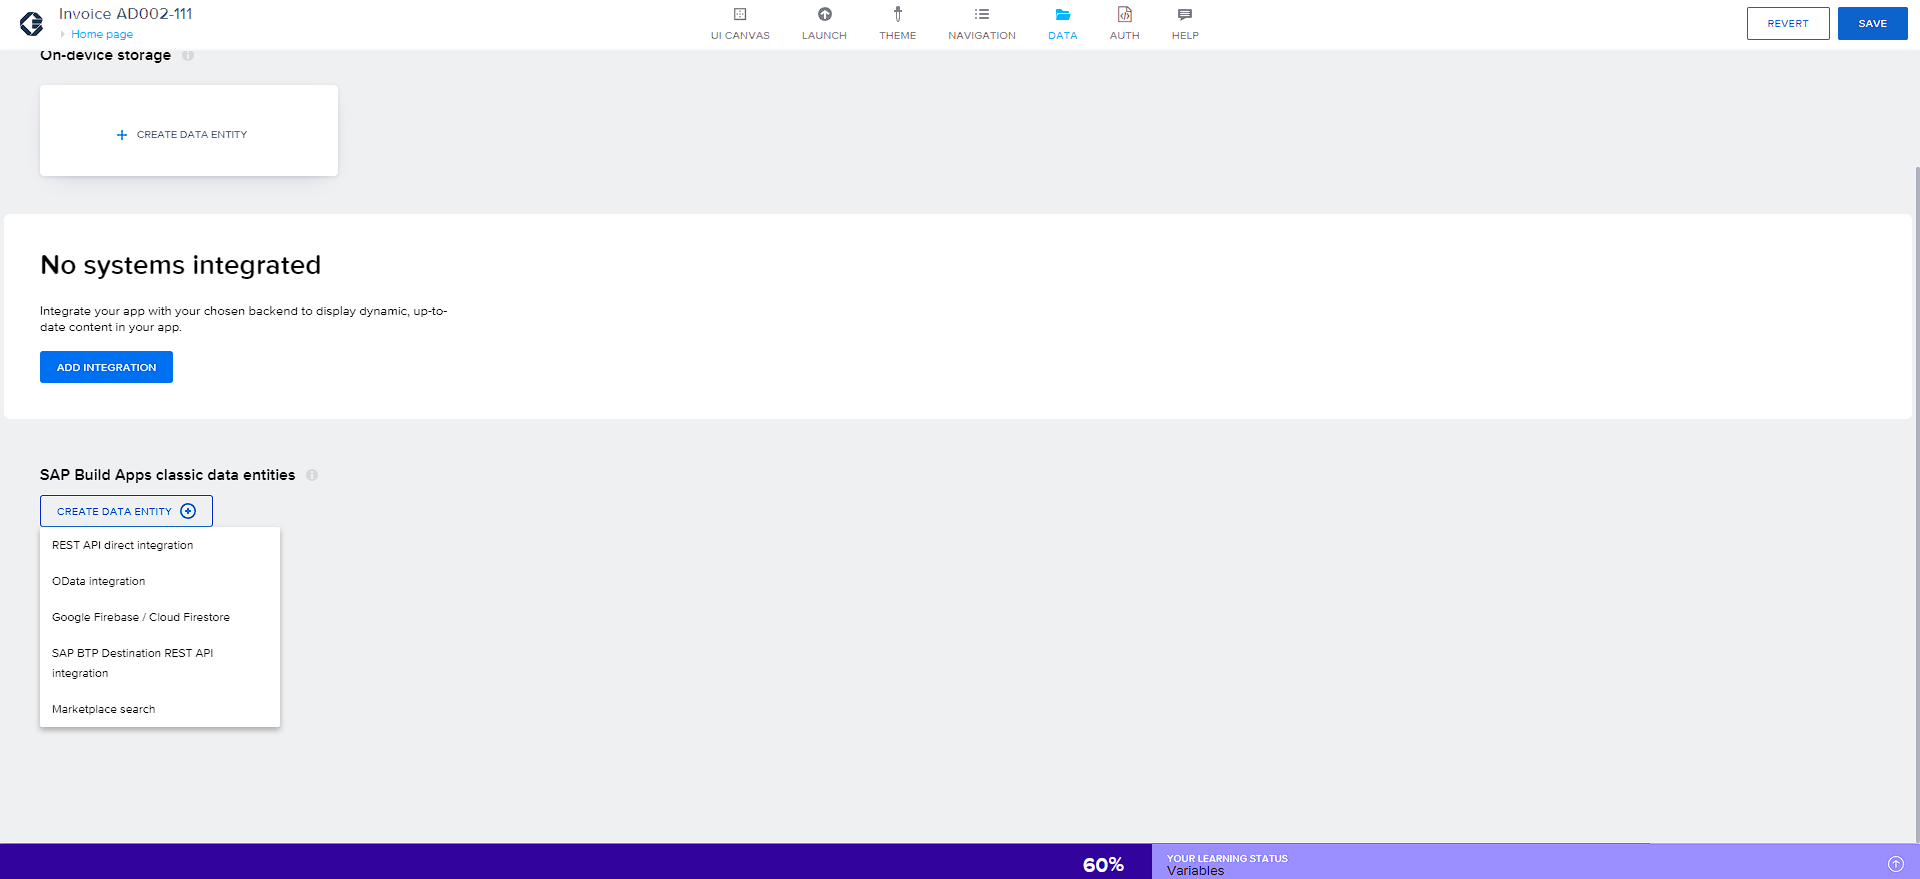 Invoice AD002-111
Home page
UI CANVAS
LAUNCH
THEME
NAVIGATION
DATA
AUTH
HELP
REVERT
SAVE
On-device storage
CREATE DATA ENTITY
No systems integrated
Integrate your app with your chosen backend to display dynamic, up-to-
date content in your app.
ADD INTEGRATION
SAP Build Apps classic data entities
CREATE DATA ENTITY
REST API direct integration
OData integration
Google Firebase / Cloud Firestore
SAP BTP Destination REST API
integration
Marketplace search
60%
YOUR LEARNING STATUS
Variables